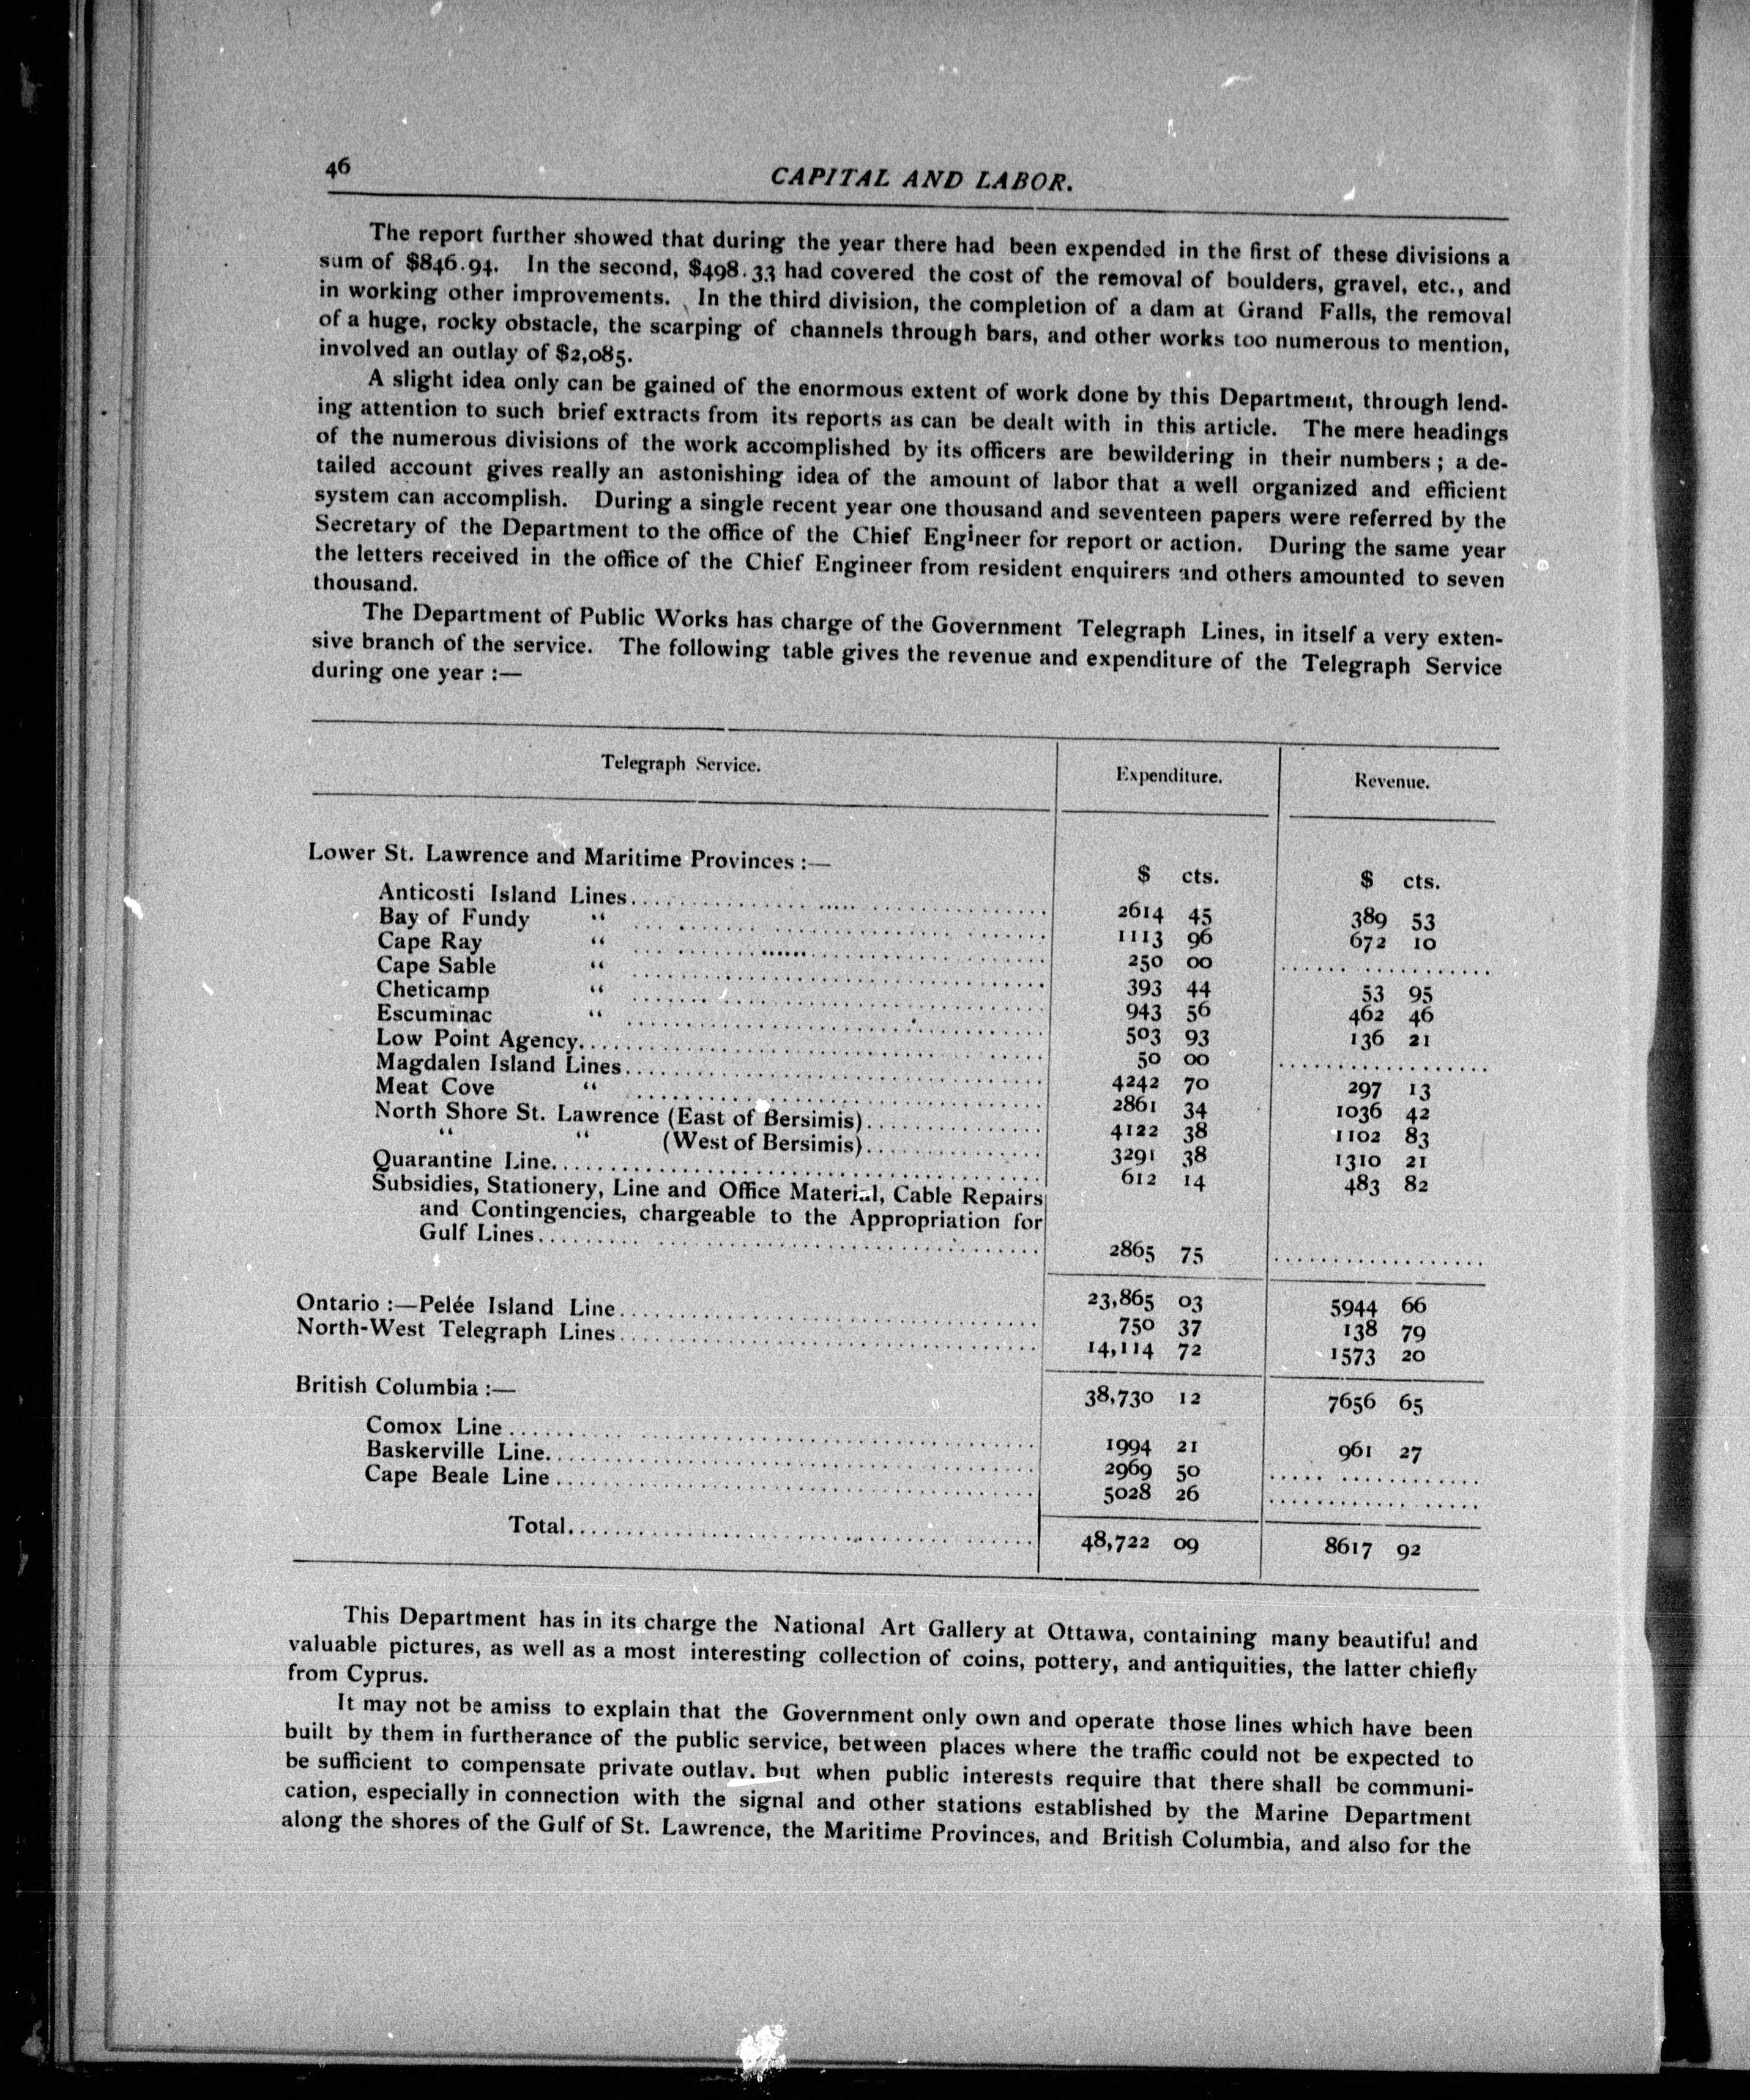 46
CAPITAL AND LABOR.
The report further showed that during the year there had been expended in the first of these divisions a
sum of $846.94. In the second, $498.33 had covered the cost of the removal of boulders, gravel, etc., and
in working other improvements. In the third division, the completion of a dam at Grand Falls, the removal
of a huge, rocky obstacle, the scarping of channels through bars, and other works too numerous to mention,
involved an outlay of $2,085.
A slight idea only can be gained of the enormous extent of work done by this Department, through lend-
ing attention to such brief extracts from its reports as can be dealt with in this article. The mere headings
of the numerous divisions of the work accomplished by its officers are bewildering in their numbers; a de-
tailed account gives really an astonishing idea of the amount of labor that a well organized and efficient
system can accomplish. During a single recent year one thousand and seventeen papers were referred by the
Secretary of the Department to the office of the Chief Engineer for report or action. During the same year
the letters received in the office of the Chief Engineer from resident enquirers and others amounted to seven
thousand.
The Department of Public Works has charge of the Government Telegraph Lines, in itself a very exten-
sive branch of the service. The following table gives the revenue and expenditure of the Telegraph Service
during one year :—
Telegraph Service. Expenditure. Revenue.
Lower St. Lawrence and Maritime Provinces :—
$ cts. $ cts.
Anticosti Island Lines.......... 2614 45 389 53
Bay of Fundy “ .......... 1113 96 672 10
Cape Ray “ .......... 250 00 ..........
Cape Sable “ .......... 393 44 53 95
Cheticamp “ .......... 943 56 462 46
Escuminac “ .......... 503 93 136 21
Low Point Agency.......... 50 00 ..........
Magdalen Island Lines.......... 4242 70 297 13
Meat Cove “ .......... 2861 34 1036 42
North Shore St. Lawrence (East of Bersimis).......... 4122 38 1102 83
“ “ (West of Bersimis).......... 3291 38 1310 21
Quarantine Line.......... 612 14 483 82
Subsidies, Stationery, Line and Office Material, Cable Repairs
and Contingencies, chargeable to the Appropriation for
Gulf Lines.......... 2865 75 ..........
23,865 03 5944 66
Ontario :—Pelée Island Line.......... 750 37 138 79
North-West Telegraph Lines.......... 14,114 72 1573 20
38,730 12 7656 65
British Columbia :—
Comox Line.......... 1994 21 961 27
Baskerville Line.......... 2969 50 ..........
Cape Beale Line.......... 5028 26 ..........
Total.......... 48,722 09 8617 92
This Department has in its charge the National Art Gallery at Ottawa, containing many beautiful and
valuable pictures, as well as a most interesting collection of coins, pottery, and antiquities, the latter chiefly
from Cyprus.
It may not be amiss to explain that the Government only own and operate those lines which have been
built by them in furtherance of the public service, between places where the traffic could not be expected to
be sufficient to compensate private outlay, but when public interests require that there shall be communi-
cation, especially in connection with the signal and other stations established by the Marine Department
along the shores of the Gulf of St. Lawrence, the Maritime Provinces, and British Columbia, and also for the